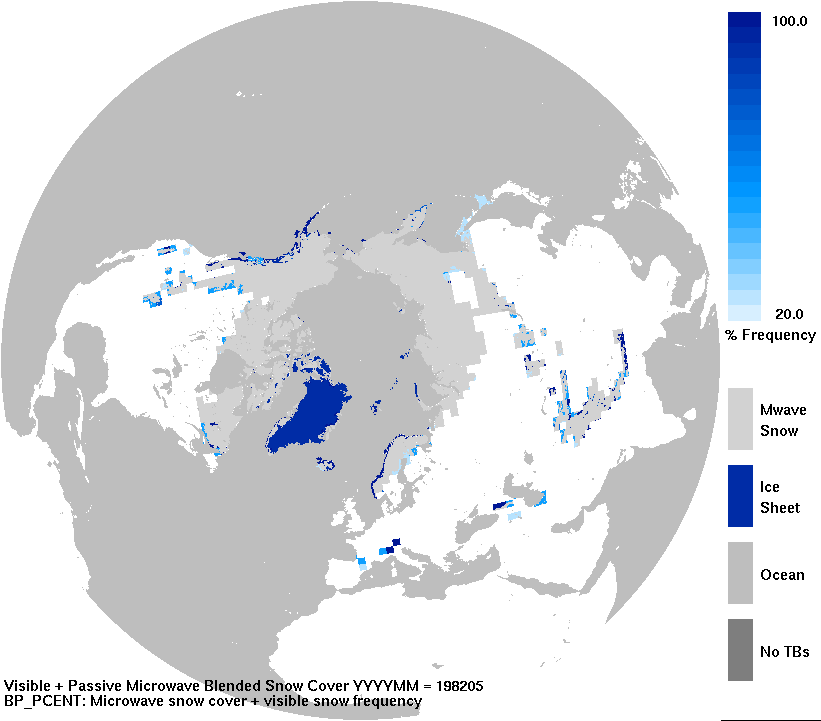 100.0
20.0
% Frequency
Mwave
Snow
Ice
Sheet
Ocean
No TBs
Visible + Passive Microwave Blended Snow Cover YYYYMM = 198205
BP_PCENT: Microwave snow cover + visible snow frequency